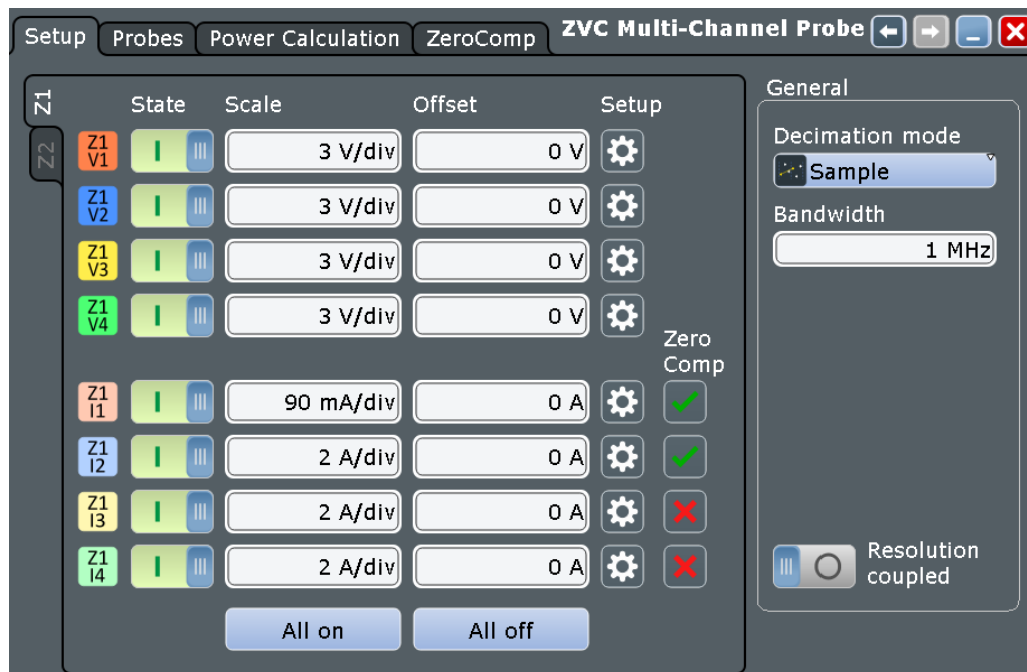 Setup Probes Power Calculation ZeroComp ZVC Multi-Channel Probe
Z1
Z2
State Scale Offset Setup
Z1 V1 3 V/div 0 V
Z1 V2 3 V/div 0 V
Z1 V3 3 V/div 0 V
Z1 V4 3 V/div 0 V
Zero
Comp
Z1 I1 90 mA/div 0 A
Z1 I2 2 A/div 0 A
Z1 I3 2 A/div 0 A
Z1 I4 2 A/div 0 A
All on All off
General
Decimation mode
Sample
Bandwidth
1 MHz
Resolution
coupled